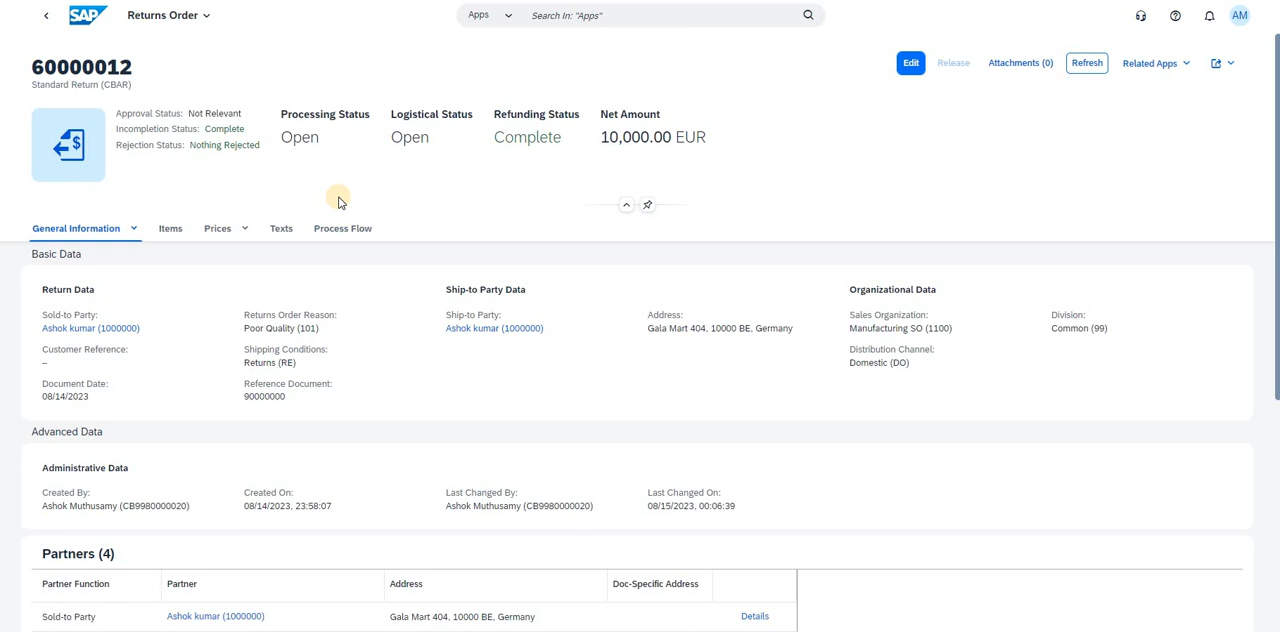 SAP Returns Order Apps Search In: "Apps" AM
60000012
Standard Return (CBAR)
Edit Release Attachments (0) Refresh Related Apps
Approval Status: Not Relevant
Incompletion Status: Complete
Rejection Status: Nothing Rejected
Processing Status Logistical Status Refunding Status Net Amount
Open Open Complete 10,000.00 EUR
$
General Information Items Prices Texts Process Flow
Basic Data
Return Data Ship-to Party Data Organizational Data
Sold-to Party: Returns Order Reason: Ship-to Party: Address: Sales Organization: Division:
Ashok kumar (1000000) Poor Quality (101) Ashok kumar (1000000) Gala Mart 404, 10000 BE, Germany Manufacturing SO (1100) Common (99)
Customer Reference: Shipping Conditions: Distribution Channel:
– Returns (RE) Domestic (DO)
Document Date: Reference Document:
08/14/2023 90000000
Advanced Data
Administrative Data
Created By: Created On: Last Changed By: Last Changed On:
Ashok Muthusamy (CB9980000020) 08/14/2023, 23:58:07 Ashok Muthusamy (CB9980000020) 08/15/2023, 00:06:39
Partners (4)
Partner Function Partner Address Doc-Specific Address
Sold-to Party Ashok kumar (1000000) Gala Mart 404, 10000 BE, Germany Details